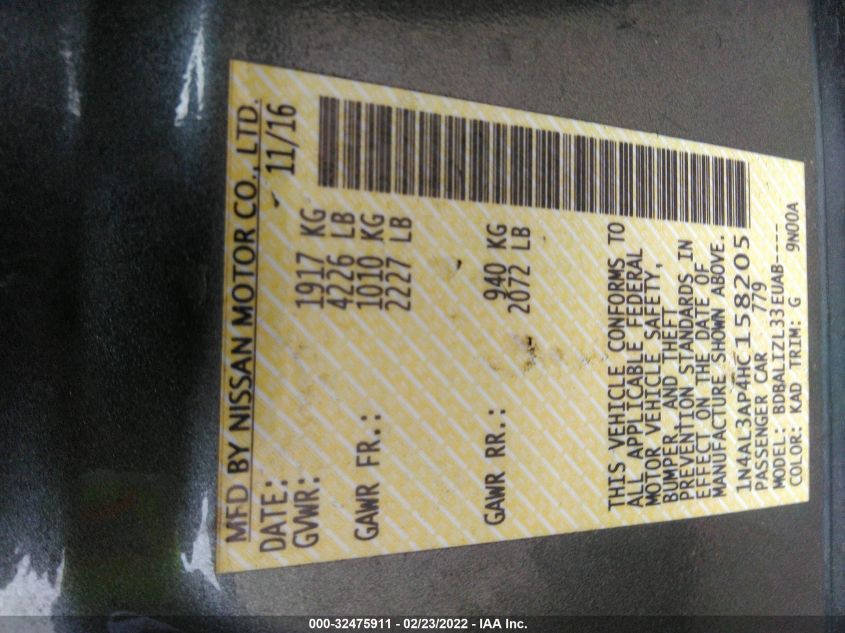 MFD BY NISSAN MOTOR CO., LTD.
DATE: 11/16
GVWR: 1917 KG
4226 LB
GAWR FR.: 1010 KG
2227 LB
GAWR RR.: 940 KG
2072 LB
THIS VEHICLE CONFORMS TO
ALL APPLICABLE FEDERAL
MOTOR VEHICLE SAFETY,
BUMPER, AND THEFT
PREVENTION STANDARDS IN
EFFECT ON THE DATE OF
MANUFACTURE SHOWN ABOVE.
1N4AL3AP4HC158205
PASSENGER CAR 779
MODEL: BDBALIZL33EUAB----
COLOR: KAD TRIM: G 9N00A
000-32475911 - 02/23/2022 - IAA Inc.